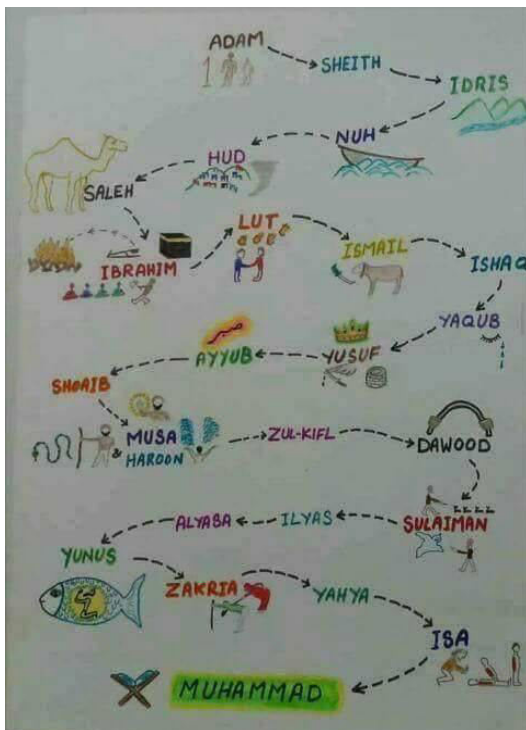 ADAM
SHEITH
IDRIS
NUH
HUD
SALEH
IBRAHIM
LUT
ISMAIL
ISHAQ
YAQUB
YUSUF
AYYUB
SHOAIB
MUSA
& HAROON
ZUL-KIFL
DAWOOD
SULAIMAN
ILYAS
ALYASA
YUNUS
ZAKRIA
YAHYA
ISA
MUHAMMAD